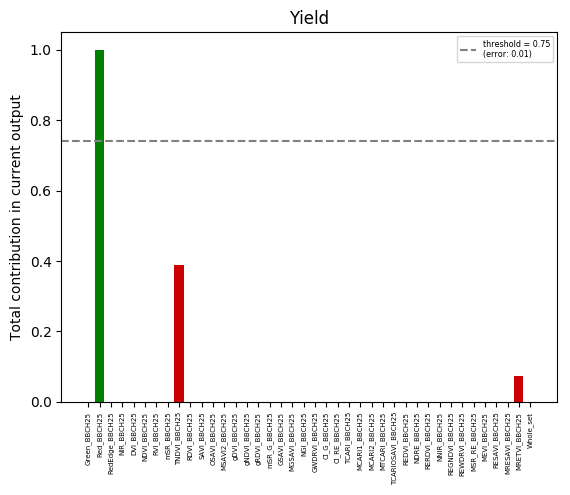 Yield
threshold = 0.75
(error: 0.01)
Total contribution in current output
1.0
0.8
0.6
0.4
0.2
0.0
Green_BBCH25
Red_BBCH25
RedEdge_BBCH25
NIR_BBCH25
DVI_BBCH25
NDVI_BBCH25
RVI_BBCH25
mSR_BBCH25
TNDVI_BBCH25
RDVI_BBCH25
SAVI_BBCH25
OSAVI_BBCH25
MSAVI2_BBCH25
gDVI_BBCH25
gNDVI_BBCH25
gRDVI_BBCH25
mSR_G_BBCH25
GSAVI_BBCH25
MGSAVI_BBCH25
NGI_BBCH25
GWDRVI_BBCH25
CI_G_BBCH25
CI_RE_BBCH25
TCARI_BBCH25
MCARI1_BBCH25
MCARI2_BBCH25
MTCARI_BBCH25
TCARIOSAVI_BBCH25
REDVI_BBCH25
NDRE_BBCH25
RERDVI_BBCH25
NNIR_BBCH25
REGNDVI_BBCH25
REWDRVI_BBCH25
MSR_RE_BBCH25
MEVI_BBCH25
RESAVI_BBCH25
MRESAVI_BBCH25
MRETVI_BBCH25
Whole_set